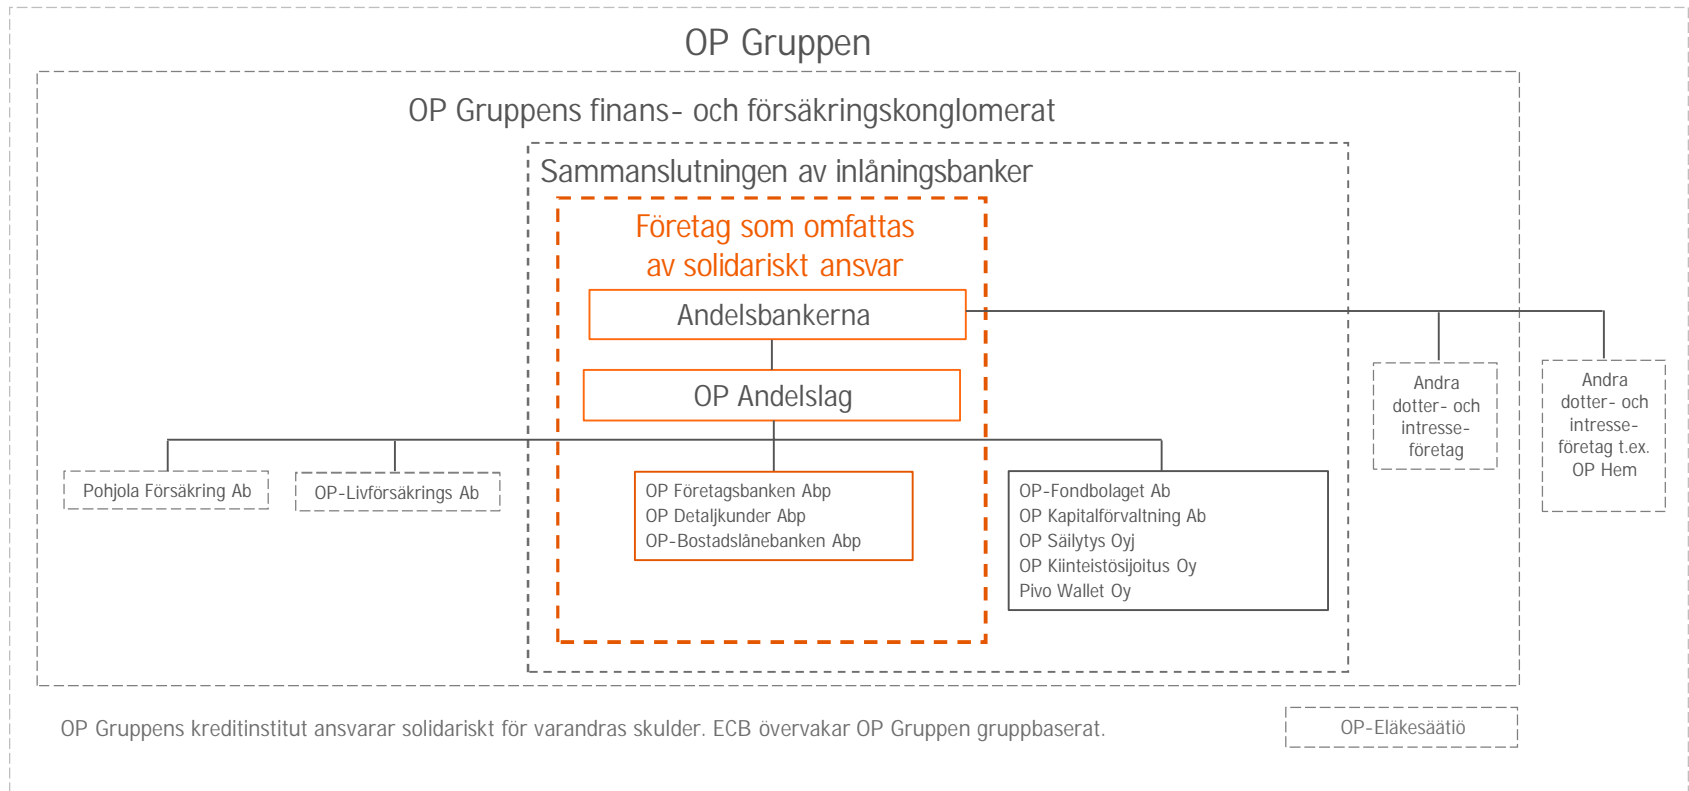 OP Gruppen
OP Gruppens finans- och försäkringskonglomerat
Sammanslutningen av inlåningsbanker
Företag som omfattas
av solidariskt ansvar
Andelsbankerna
OP Andelslag
Andra
dotter- och
intresse-
företag
Andra
dotter- och
intresse-
företag t.ex.
OP Hem
Pohjola Försäkring Ab
OP-Livförsäkrings Ab
OP Företagsbanken Abp
OP Detaljkunder Abp
OP-Bostadslånebanken Abp
OP-Fondbolaget Ab
OP Kapitalförvaltning Ab
OP Säilytys Oyj
OP Kiinteistösijoitus Oy
Pivo Wallet Oy
OP Gruppens kreditinstitut ansvarar solidariskt för varandras skulder. ECB övervakar OP Gruppen gruppbaserat.
OP-Eläkesäätiö